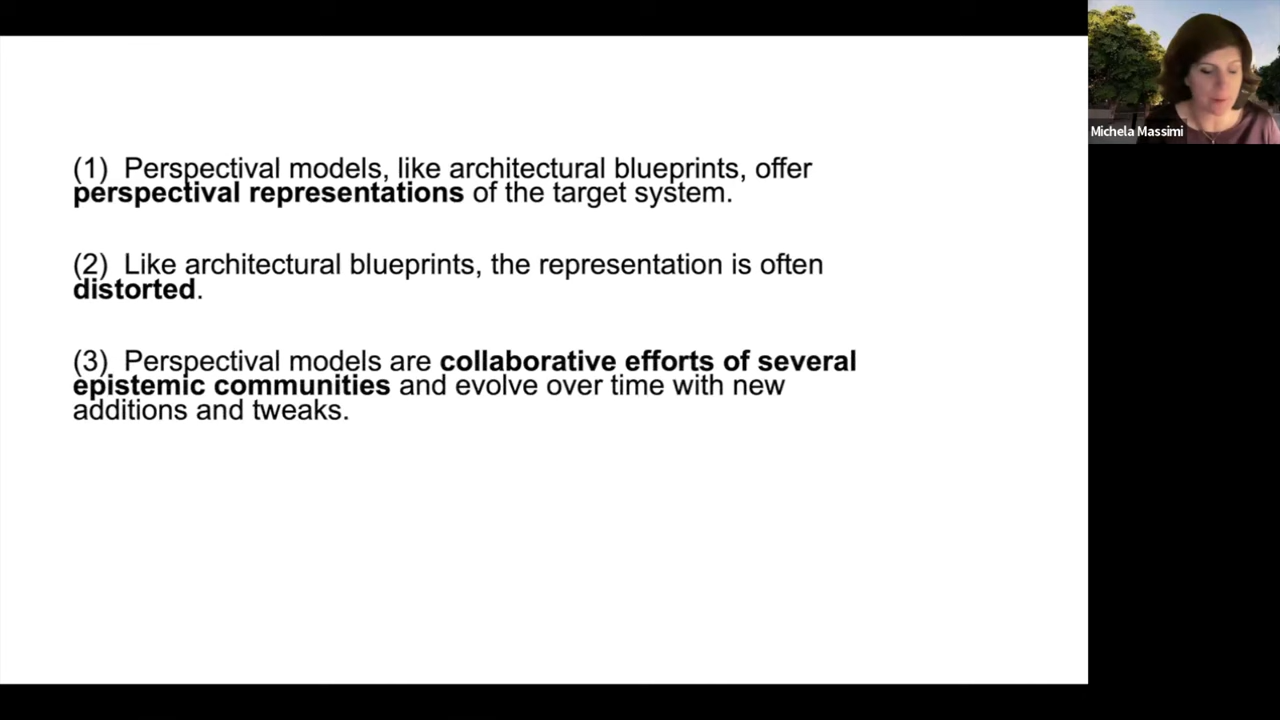 (1) Perspectival models, like architectural blueprints, offer
perspectival representations of the target system.
(2) Like architectural blueprints, the representation is often
distorted.
(3) Perspectival models are collaborative efforts of several
epistemic communities and evolve over time with new
additions and tweaks.
Michela Massimi